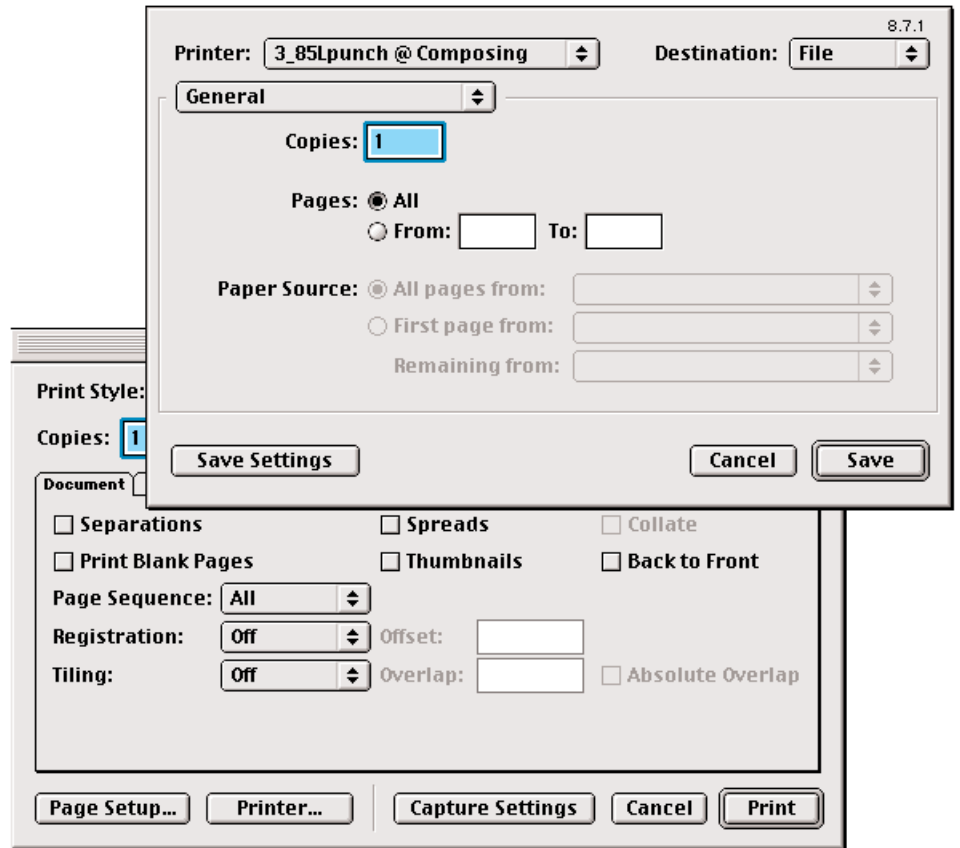 8.7.1
Printer: 3_85Lpunch @ Composing Destination: File
General
Copies: 1
Pages: All
From: To:
Paper Source: All pages from:
First page from:
Remaining from:
Save Settings Cancel Save
Print Style:
Copies: 1
Document
Separations Spreads Collate
Print Blank Pages Thumbnails Back to Front
Page Sequence: All
Registration: Off Offset:
Tiling: Off Overlap: Absolute Overlap
Page Setup... Printer... Capture Settings Cancel Print